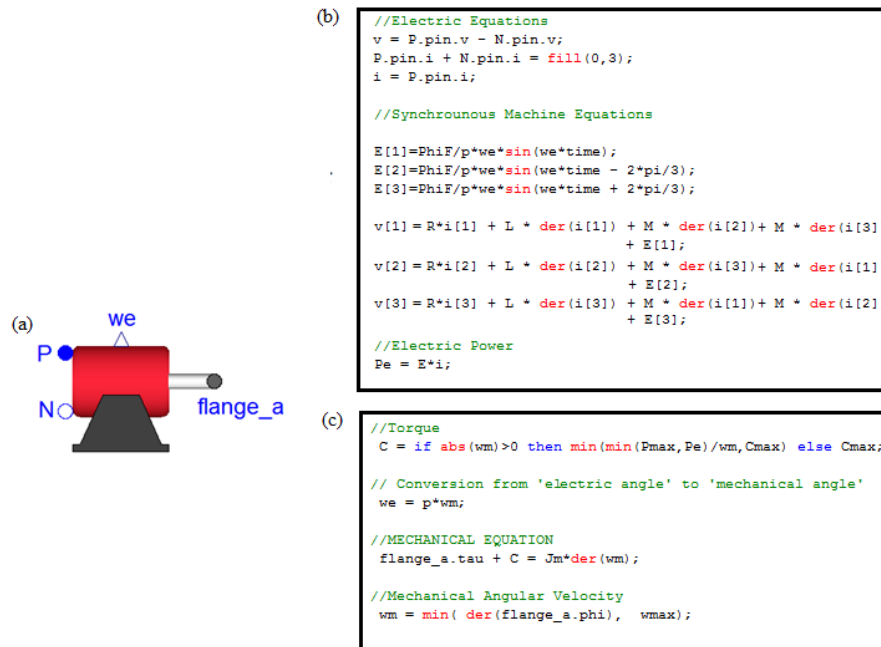 (a)
we
P
N
flange_a
(b)
//Electric Equations
v = P.pin.v - N.pin.v;
P.pin.i + N.pin.i = fill(0,3);
i = P.pin.i;
//Synchrounous Machine Equations
E[1]=PhiF/p*we*sin(we*time);
E[2]=PhiF/p*we*sin(we*time - 2*pi/3);
E[3]=PhiF/p*we*sin(we*time + 2*pi/3);
v[1] = R*i[1] + L * der(i[1]) + M * der(i[2])+ M * der(i[3]
+ E[1];
v[2] = R*i[2] + L * der(i[2]) + M * der(i[3])+ M * der(i[1]
+ E[2];
v[3] = R*i[3] + L * der(i[3]) + M * der(i[1])+ M * der(i[2]
+ E[3];
//Electric Power
Pe = E*i;
(c)
//Torque
C = if abs(wm)>0 then min(min(Pmax,Pe)/wm,Cmax) else Cmax;
// Conversion from 'electric angle' to 'mechanical angle'
we = p*wm;
//MECHANICAL EQUATION
flange_a.tau + C = Jm*der(wm);
//Mechanical Angular Velocity
wm = min( der(flange_a.phi), wmax);